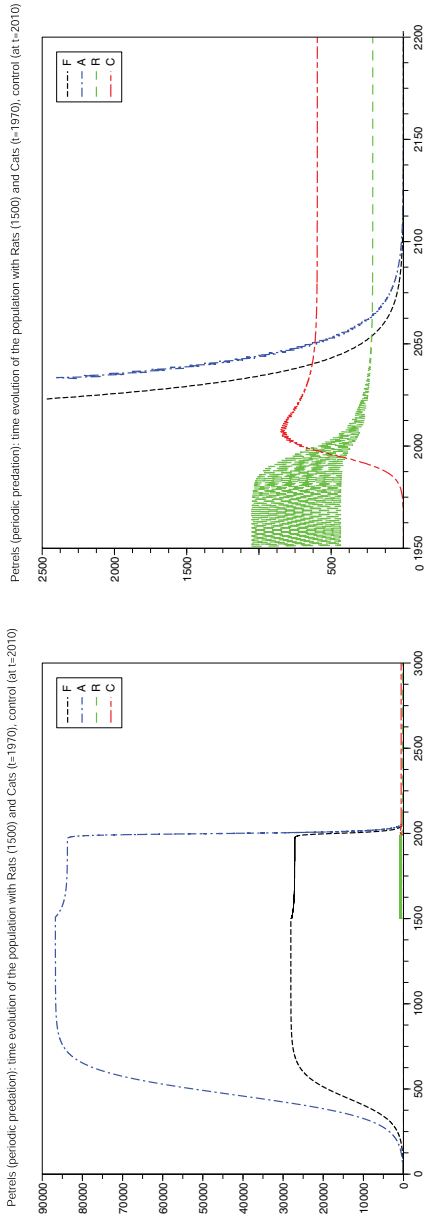 Petrels (periodic predation): time evolution of the population with Rats (1500) and Cats (t=1970), control (at t=2010)
90000
80000
70000
60000
50000
40000
30000
20000
10000
0
0 500 1000 1500 2000 2500 3000
F
A
R
C
Petrels (periodic predation): time evolution of the population with Rats (1500) and Cats (t=1970), control (at t=2010)
2500
2000
1500
500
0
1950 2000 2050 2100 2150 2200
F
A
R
C